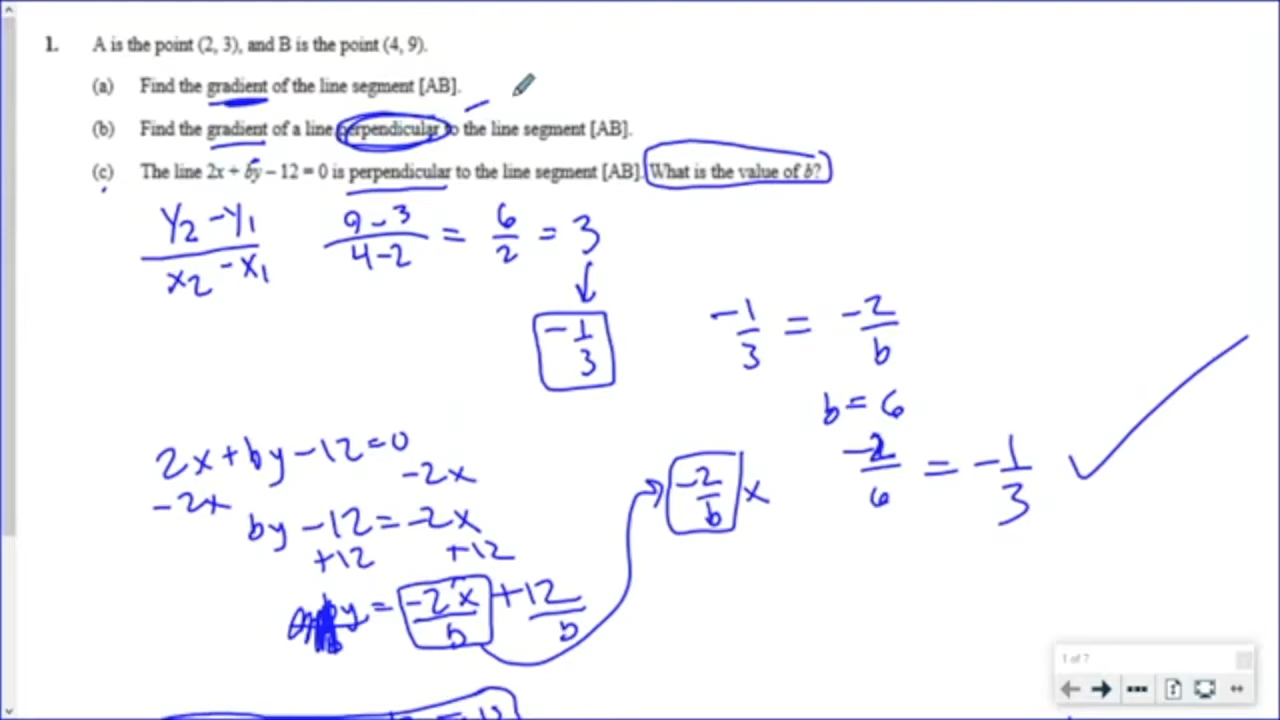 1. A is the point (2, 3), and B is the point (4, 9).
(a) Find the gradient of the line segment [AB].
(b) Find the gradient of a line perpendicular to the line segment [AB].
(c) The line 2x + by – 12 = 0 is perpendicular to the line segment [AB]. What is the value of b?
y₂ - y₁ / x₂ - x₁
9 - 3 / 4 - 2 = 6/2 = 3
-1/3
-1/3 = -2/b
b = 6
-2/6 = -1/3
2x + by - 12 = 0
-2x -2x
by - 12 = -2x
+12 +12
y = -2x/b + 12/b
-2/b x
1 of 7